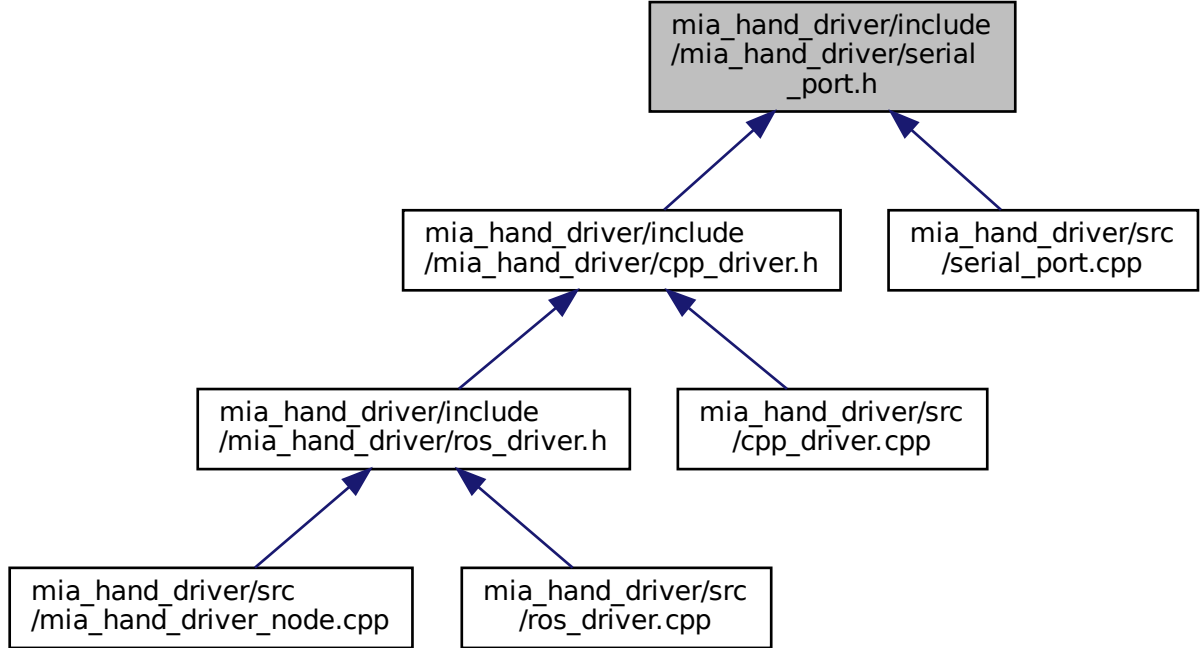 mia_hand_driver/include
/mia_hand_driver/serial
_port.h
mia_hand_driver/include
/mia_hand_driver/cpp_driver.h
mia_hand_driver/src
/serial_port.cpp
mia_hand_driver/include
/mia_hand_driver/ros_driver.h
mia_hand_driver/src
/cpp_driver.cpp
mia_hand_driver/src
/mia_hand_driver_node.cpp
mia_hand_driver/src
/ros_driver.cpp